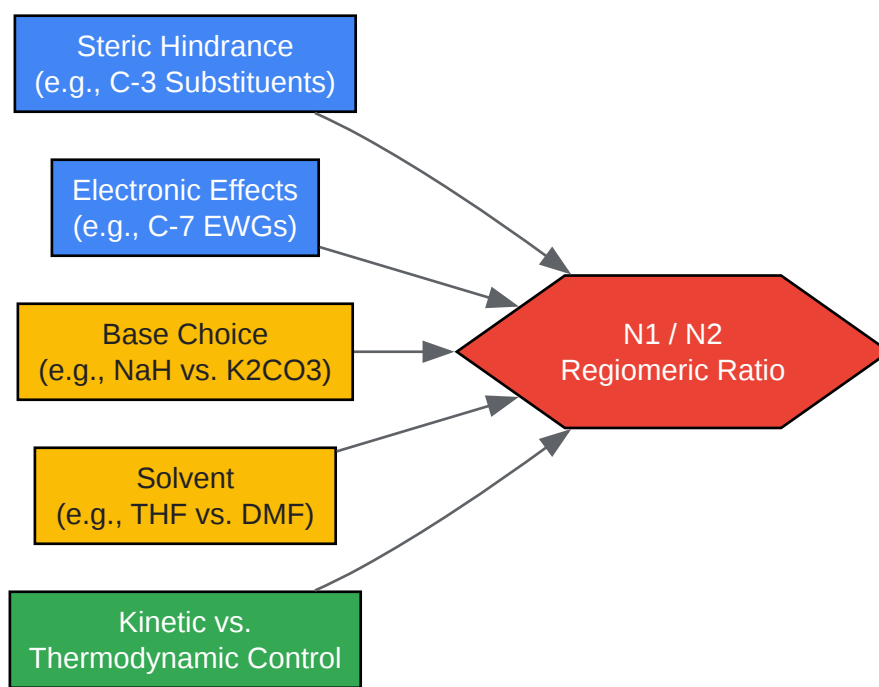 Steric Hindrance
(e.g., C-3 Substituents)
Electronic Effects
(e.g., C-7 EWGs)
Base Choice
(e.g., NaH vs. K2CO3)
Solvent
(e.g., THF vs. DMF)
Kinetic vs.
Thermodynamic Control
N1 / N2
Regiomeric Ratio